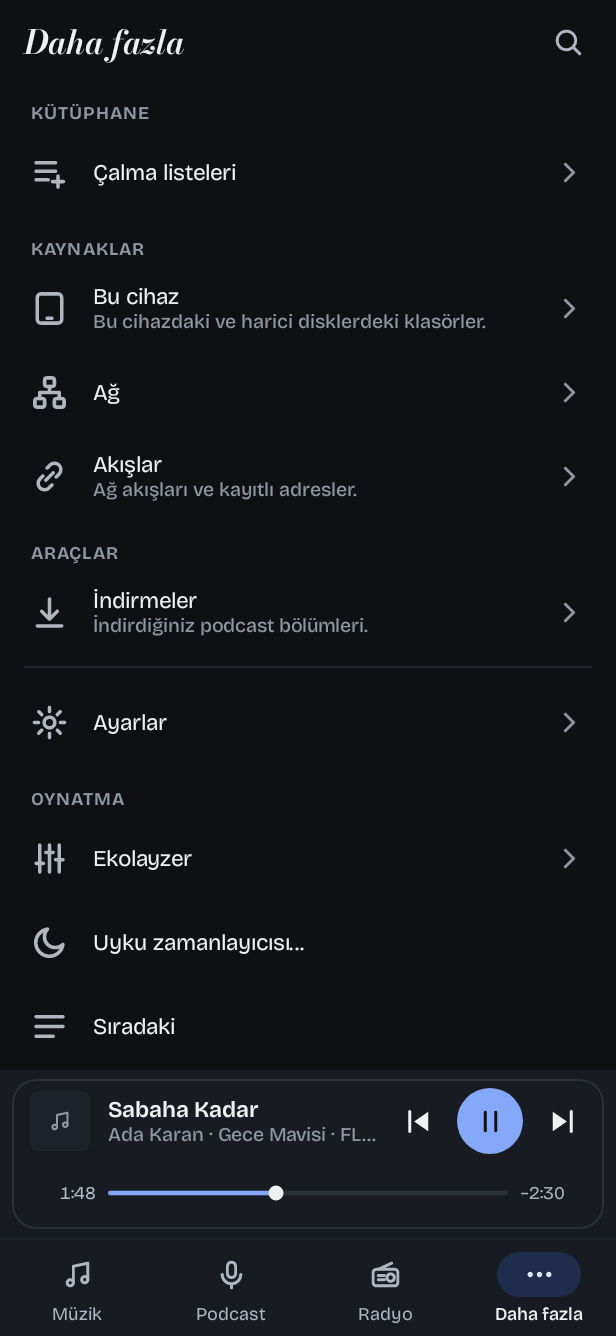 Daha fazla
KÜTÜPHANE
Çalma listeleri
KAYNAKLAR
Bu cihaz
Bu cihazdaki ve harici disklerdeki klasörler.
Ağ
Akışlar
Ağ akışları ve kayıtlı adresler.
ARAÇLAR
İndirmeler
İndirdiğiniz podcast bölümleri.
Ayarlar
OYNATMA
Ekolayzer
Uyku zamanlayıcısı...
Sıradaki
Sabaha Kadar
Ada Karan · Gece Mavisi · FL...
1:48
-2:30
Müzik
Podcast
Radyo
Daha fazla